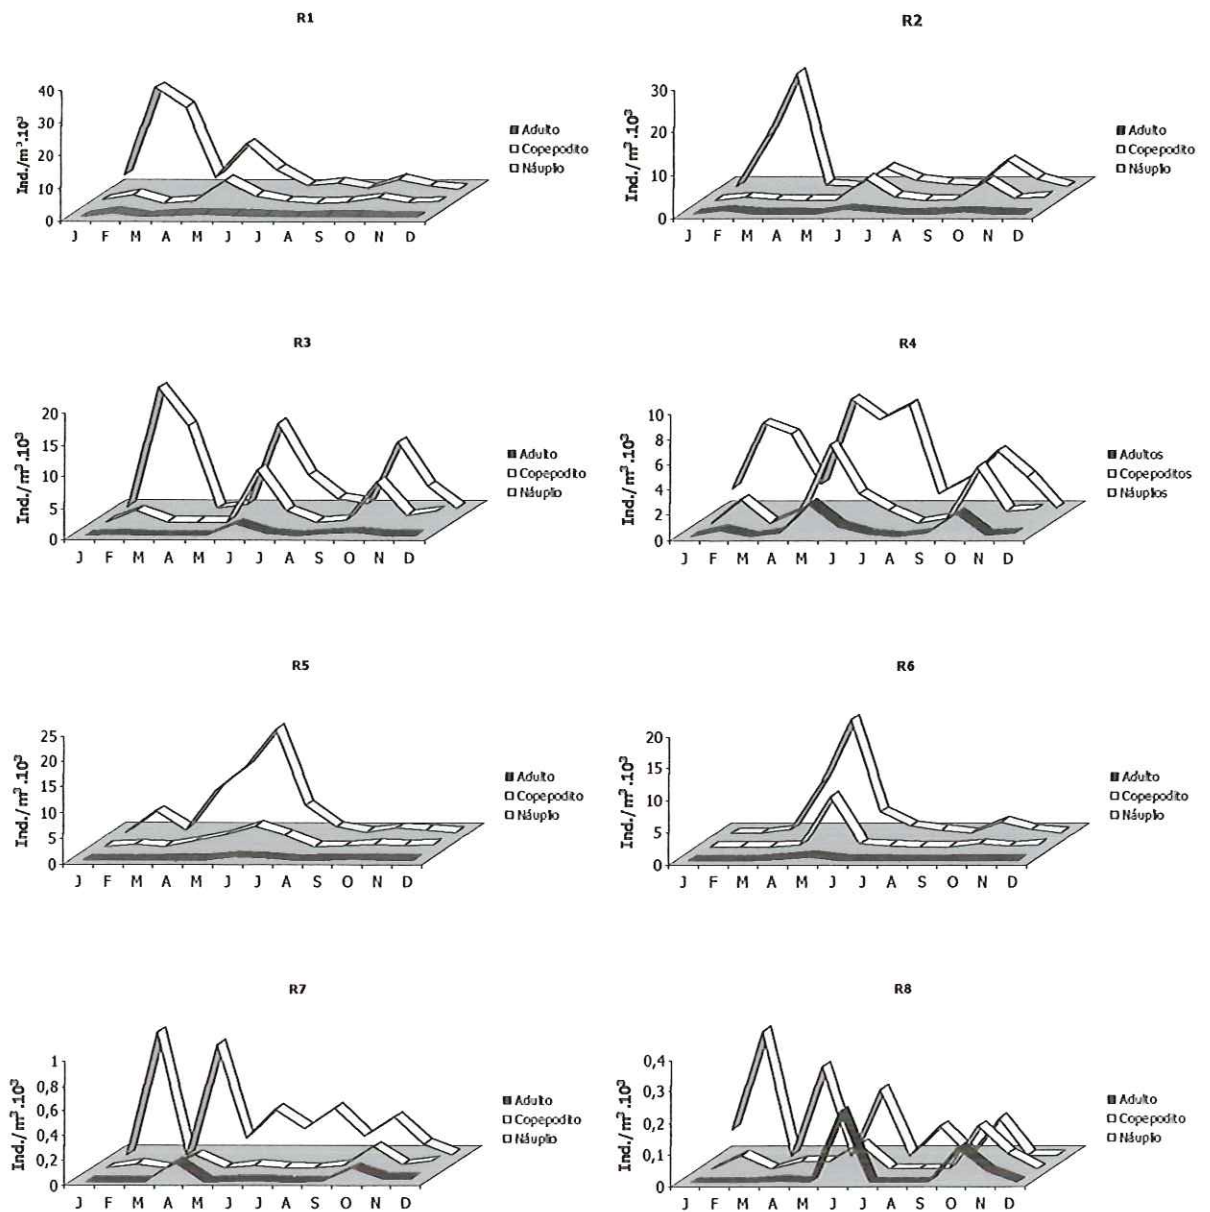 R1
Ind./m³.10³
40
30
20
10
0
J F M A M J J A S O N D
Adulto
Copepodito
Náuplio
R2
Ind./m³.10³
30
20
10
0
J F M A M J J A S O N D
Adulto
Copepodito
Náuplio
R3
Ind./m³.10³
20
15
10
5
0
J F M A M J J A S O N D
Adulto
Copepodito
Náuplio
R4
Ind./m³.10³
10
8
6
4
2
0
J F M A M J J A S O N D
Adultos
Copepoditos
Náuplios
R5
Ind./m³.10³
25
20
15
10
5
0
J F M A M J J A S O N D
Adulto
Copepodito
Náuplio
R6
Ind./m³.10³
20
15
10
5
0
J F M A M J J A S O N D
Adulto
Copepodito
Náuplio
R7
Ind./m³.10³
1
0,8
0,6
0,4
0,2
0
J F M A M J J A S O N D
Adulto
Copepodito
Náuplio
R8
Ind./m³.10³
0,4
0,3
0,2
0,1
0
J F M A M J J A S O N D
Adulto
Copepodito
Náuplio